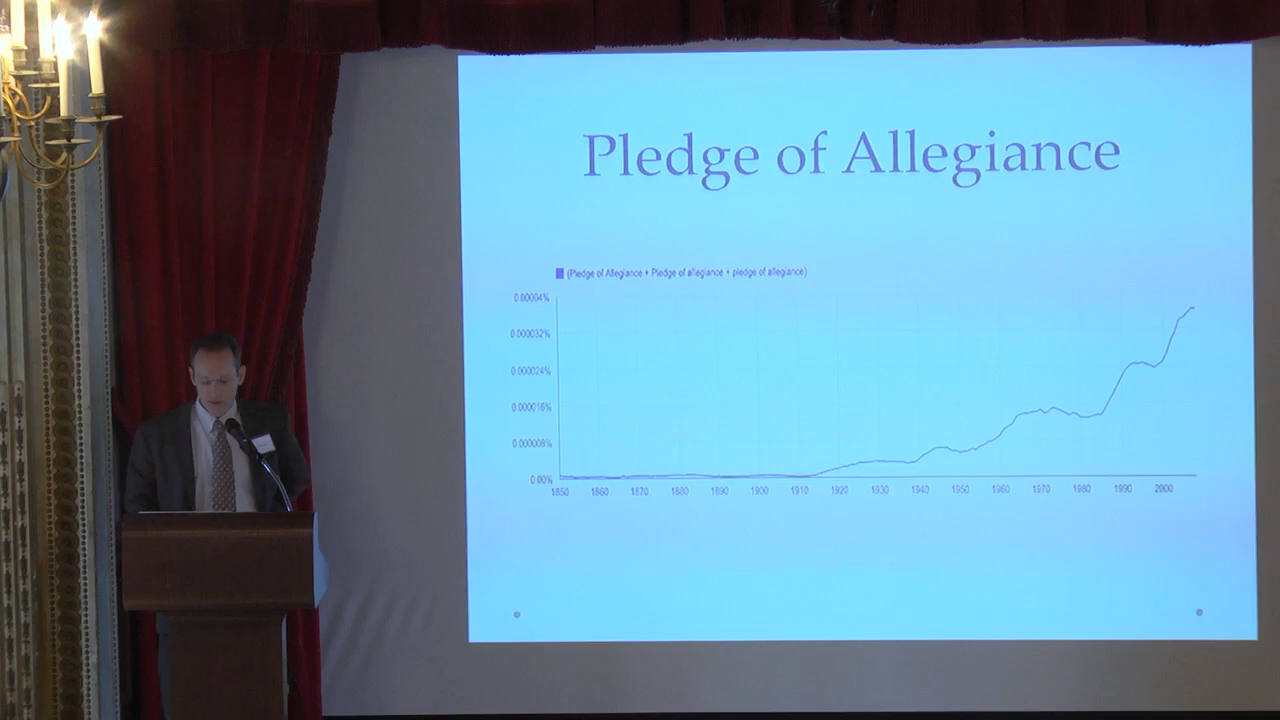 Pledge of Allegiance
(Pledge of Allegiance + Pledge of allegiance + pledge of allegiance)
0.00004%
0.000032%
0.000024%
0.000016%
0.000008%
0.00%
1850 1860 1870 1880 1890 1900 1910 1920 1930 1940 1950 1960 1970 1980 1990 2000